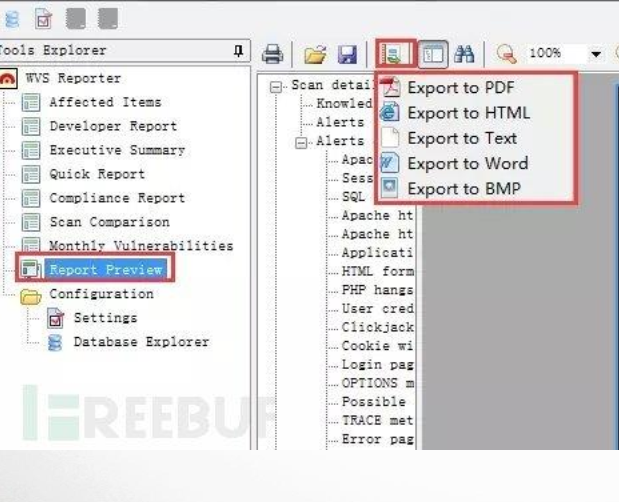 Tools Explorer
WVS Reporter
Affected Items
Developer Report
Executive Summary
Quick Report
Compliance Report
Scan Comparison
Monthly Vulnerabilities
Report Preview
Configuration
Settings
Database Explorer
100%
Export to PDF
Export to HTML
Export to Text
Export to Word
Export to BMP
Scan detai
Knowled
Alerts
Alerts
Apac
Sess
SQL
Apache ht
Apache ht
Applicati
HTML form
PHP hangs
User cred
Clickjack
Cookie wi
Login pag
OPTIONS m
Possible
TRACE met
Error pag
FREEBUF